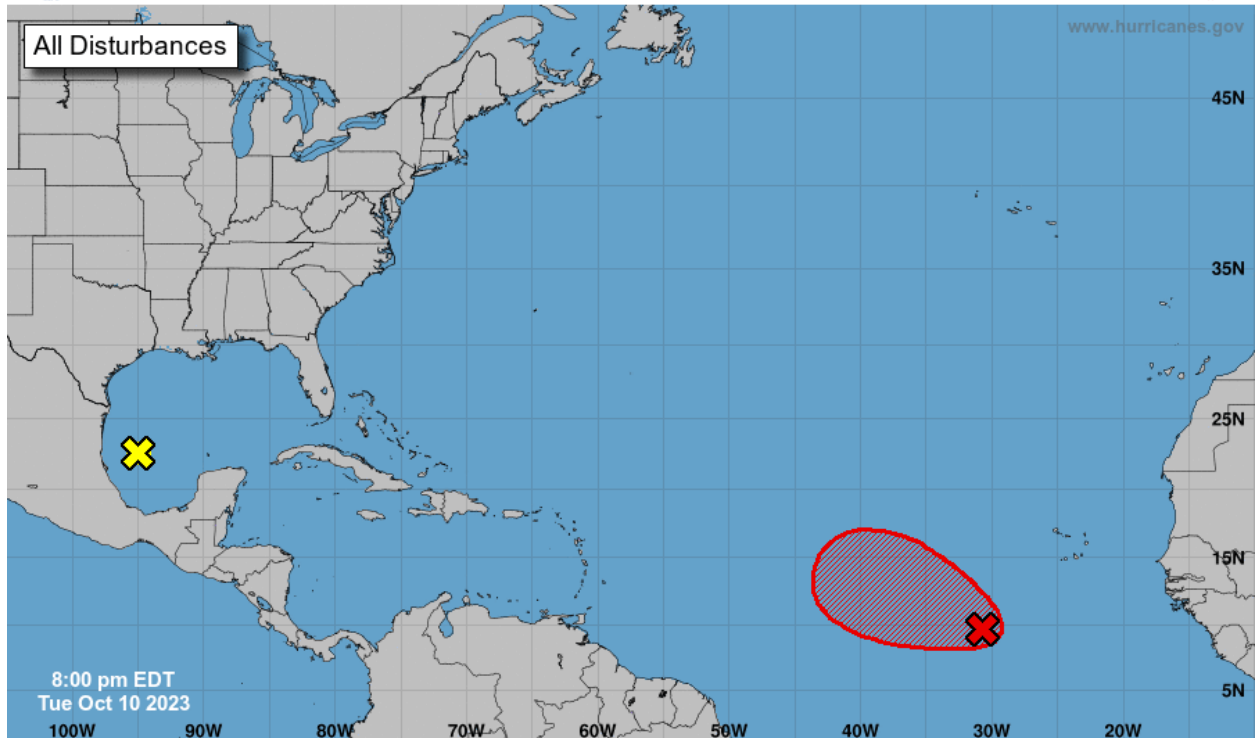 All Disturbances
www.hurricanes.gov
45N
35N
25N
15N
5N
8:00 pm EDT
Tue Oct 10 2023
100W 90W 80W 70W 60W 50W 40W 30W 20W